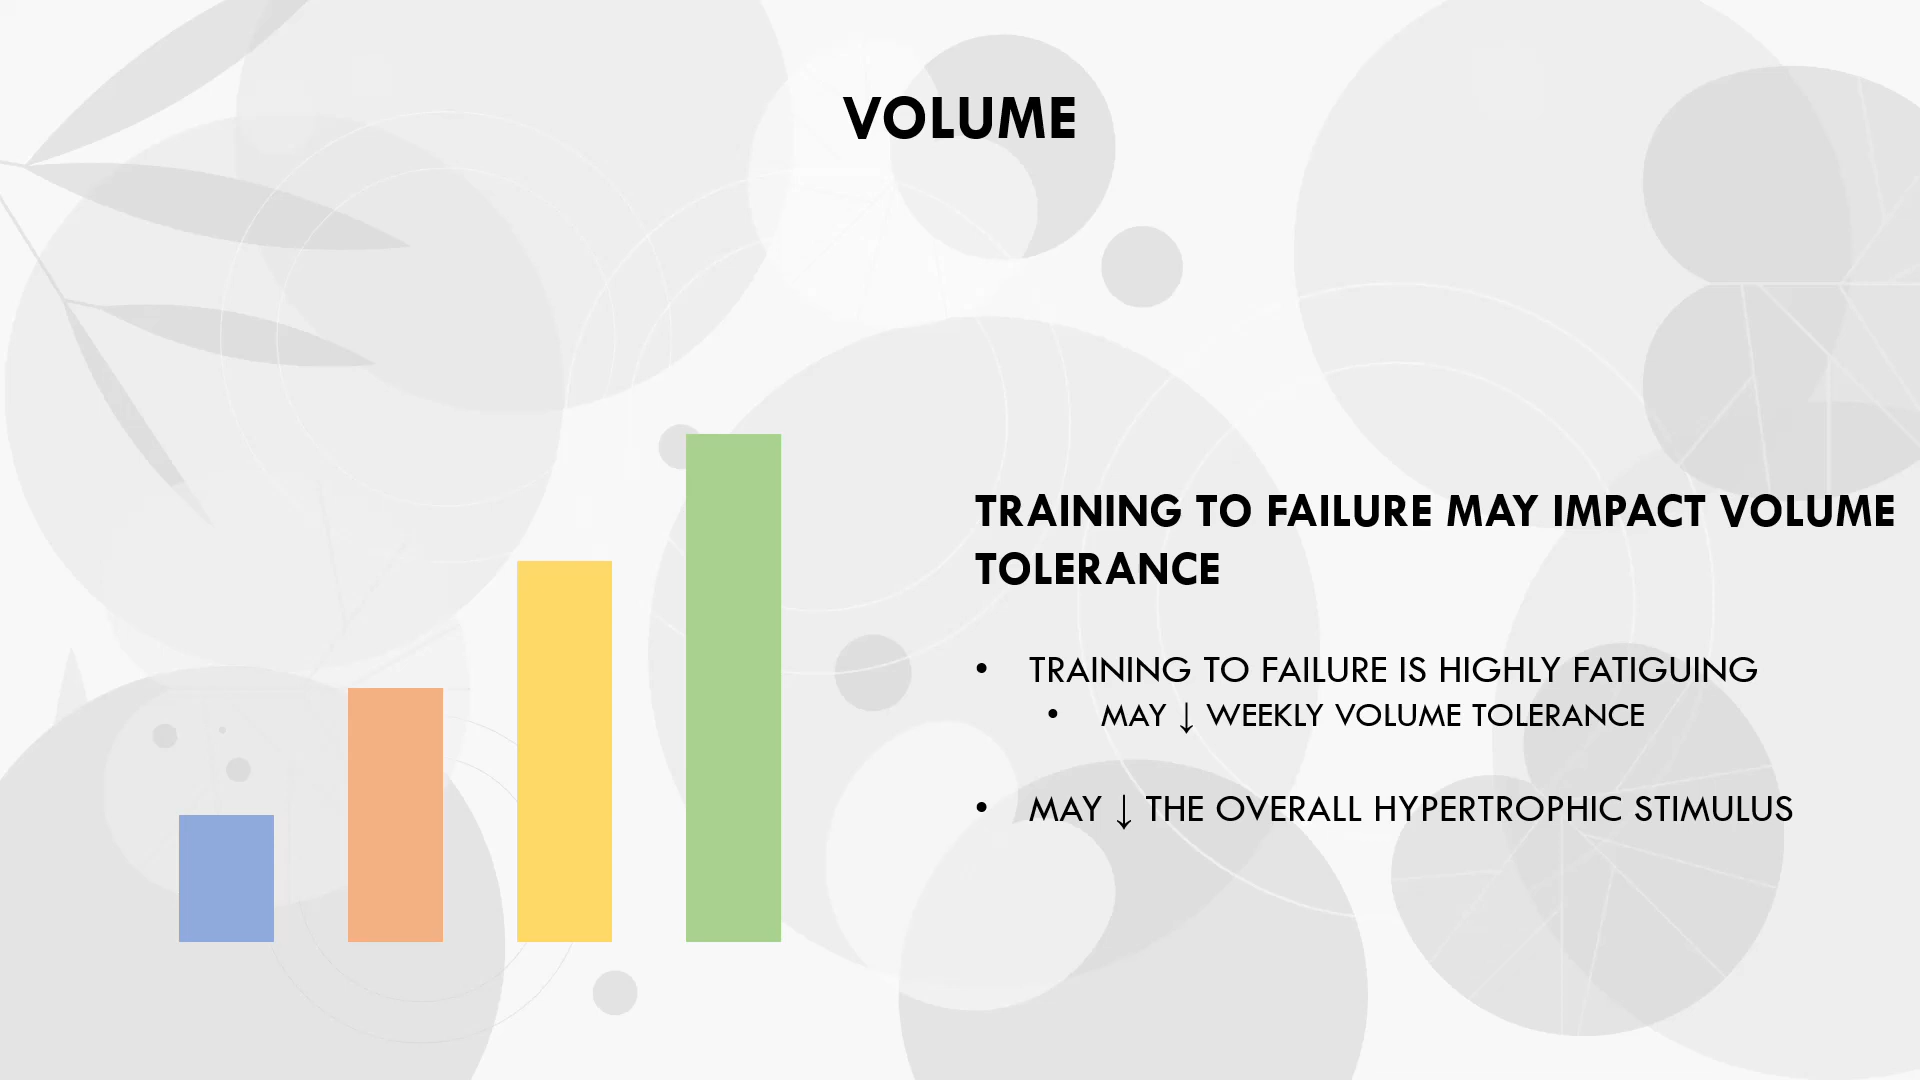 VOLUME
TRAINING TO FAILURE MAY IMPACT VOLUME
TOLERANCE
• TRAINING TO FAILURE IS HIGHLY FATIGUING
• MAY ↓ WEEKLY VOLUME TOLERANCE
• MAY ↓ THE OVERALL HYPERTROPHIC STIMULUS